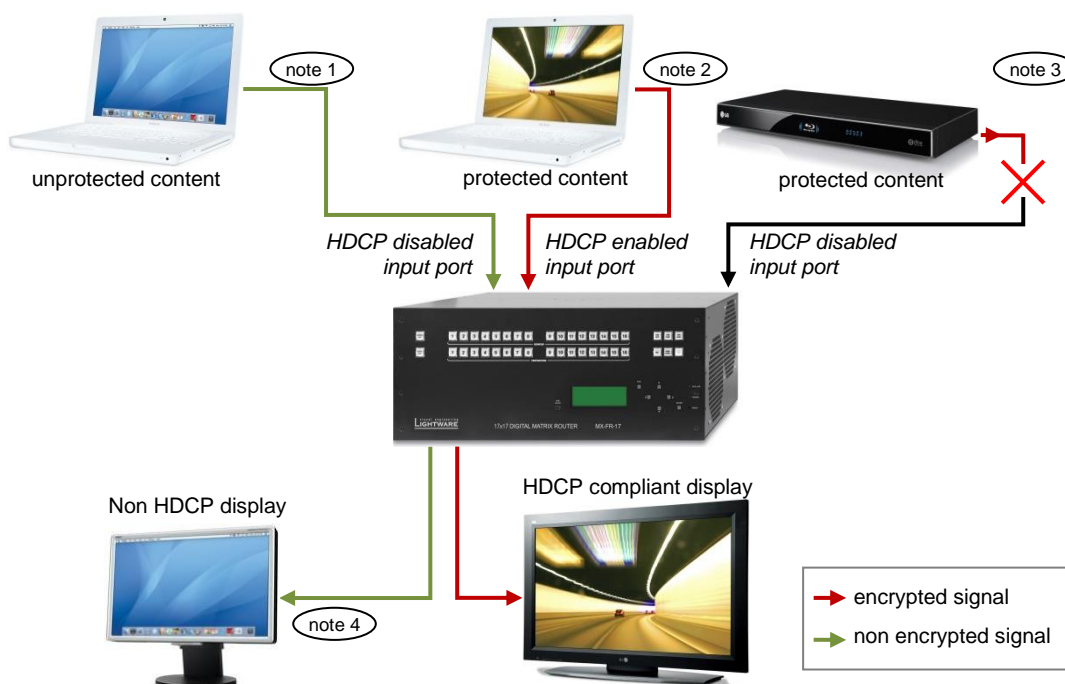 note 1
note 2
note 3
unprotected content
protected content
protected content
HDCP disabled
input port
HDCP enabled
input port
HDCP disabled
input port
LIGHTWARE
17x17 DIGITAL MATRIX ROUTER
MX-FR-17
Non HDCP display
HDCP compliant display
note 4
encrypted signal
non encrypted signal